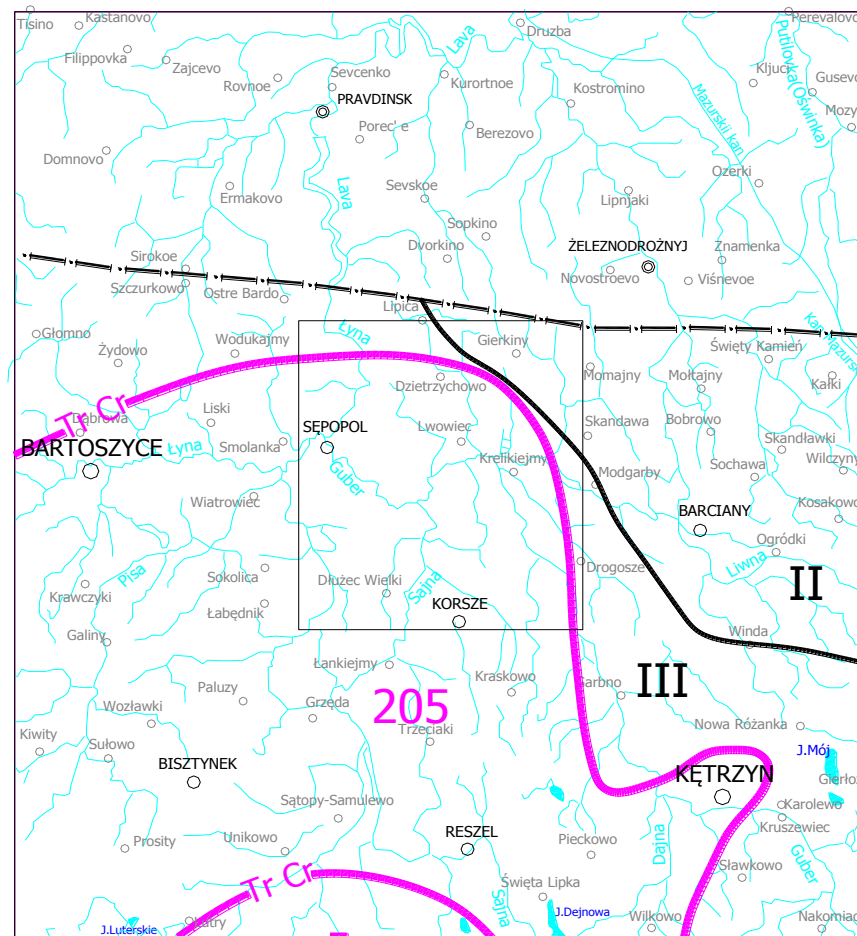 Tisino
Kastanovo
Druzba
Perevalovo
Lava
Filippovka
Zajcevo
Rovnoe
Sevcenko
Kurortnoe
Kljuci
Gusevo
Putilovka(Oświnka)
PRAVDINSK
Kostromino
Mazurskij kan
Mozy
Porec' e
Berezovo
Domnovo
Ermakovo
Lava
Sevskoe
Lipnjaki
Ozerki
Sopkino
Dvorkino
ŻELEZNODROŻNYJ
Znamenka
Sirokoe
Szczurkowo
Ostre Bardo
Novostroevo
Viśnevoe
Lipica
Głomno
Łyna
Wodukajmy
Gierkiny
Święty Kamień
Żydowo
Dzietrzychowo
Momajny
Mołtajny
Kałki
Tr Cr
Dąbrowa
Liski
SĘPOPOL
Lwowiec
Skandawa
Bobrowo
Skandławki
BARTOSZYCE
Łyna
Smolanka
Krelikiejmy
Modgarby
Sochawa
Wilczyny
Guber
Wiatrowiec
BARCIANY
Kosakowo
Ogródki
Liwna
Pisa
Sokolica
Dłużec Wielki
Sajna
Drogosze
II
Krawczyki
Łabędnik
KORSZE
Galiny
Winda
Łankiejmy
Paluzy
Kraskowo
III
Wozławki
Grzęda
205
Trzeciaki
Nowa Różanka
Kiwity
Sułowo
BISZTYNEK
KĘTRZYN
J.Mój
Sątopy-Samulewo
Karolewo
Kruszewiec
Prosity
Unikowo
RESZEL
Pieckowo
Dajna
Guber
Tr Cr
Święta Lipka
Sławkowo
J.Luterskie
Sajna
J.Dejnowa
Wilkowo
Nakomiad